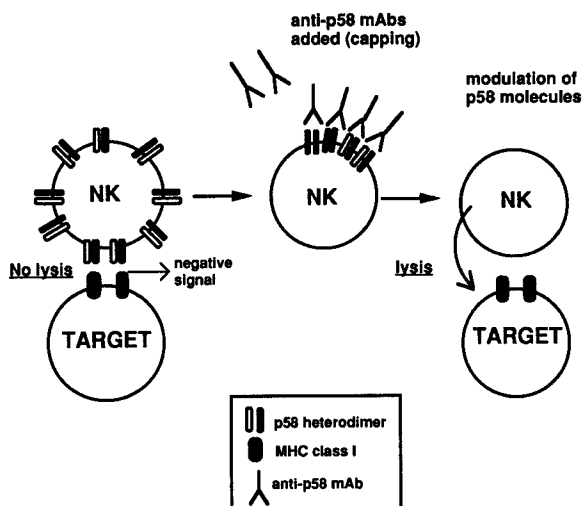 anti-p58 mAbs
added (capping)
modulation of
p58 molecules
NK
NK
NK
No lysis
negative
signal
lysis
TARGET
TARGET
p58 heterodimer
MHC class I
anti-p58 mAb